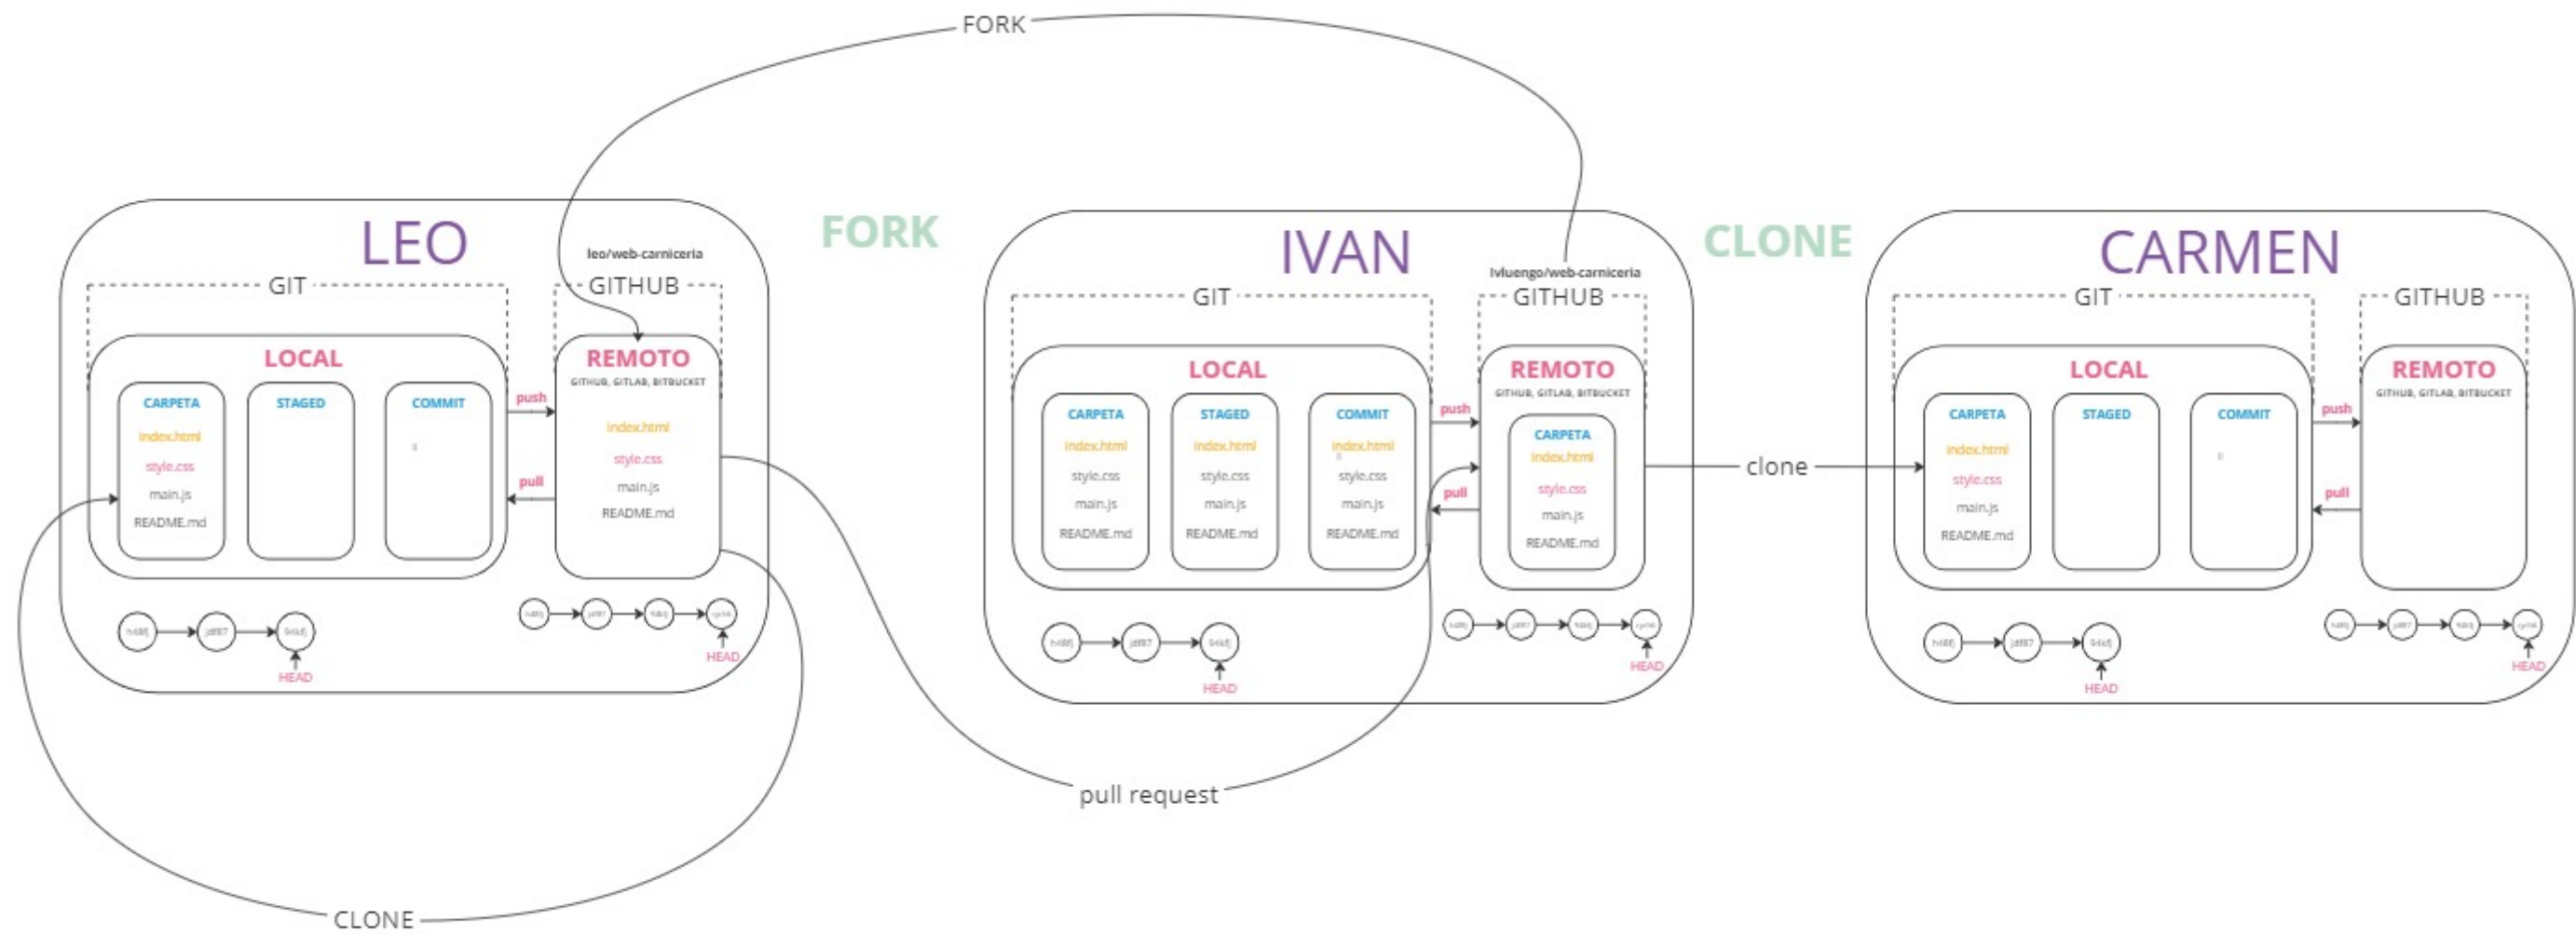 FORK
LEO
leo/web-carniceria
GIT
GITHUB
LOCAL
CARPETA
index.html
style.css
main.js
README.md
STAGED
COMMIT
push
pull
REMOTO
GITHUB, GITLAB, BITBUCKET
index.html
style.css
main.js
README.md
HEAD
HEAD
CLONE
FORK
pull request
IVAN
ivluengo/web-carniceria
GIT
GITHUB
LOCAL
CARPETA
index.html
style.css
main.js
README.md
STAGED
index.html
style.css
main.js
README.md
COMMIT
index.html
style.css
main.js
README.md
push
pull
REMOTO
GITHUB, GITLAB, BITBUCKET
CARPETA
index.html
style.css
main.js
README.md
HEAD
HEAD
CLONE
clone
CARMEN
GIT
GITHUB
LOCAL
CARPETA
index.html
style.css
main.js
README.md
STAGED
COMMIT
push
pull
REMOTO
GITHUB, GITLAB, BITBUCKET
HEAD
HEAD